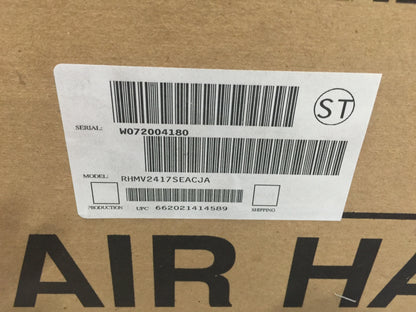 ST
SERIAL: W072004180
MODEL: RHMV2417SEACJA
PRODUCTION UPC 662021414589 SHIPPING
AIR HA